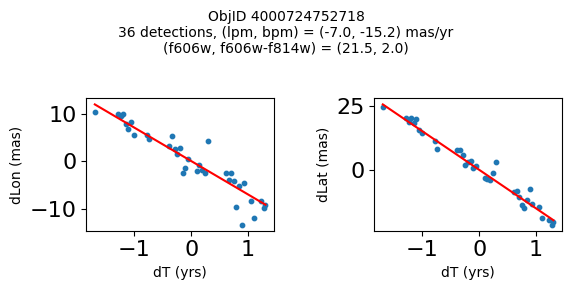 ObjID 4000724752718
36 detections, (lpm, bpm) = (-7.0, -15.2) mas/yr
(f606w, f606w-f814w) = (21.5, 2.0)
10
0
−10
dLon (mas)
−1
0
1
dT (yrs)
25
0
dLat (mas)
−1
0
1
dT (yrs)